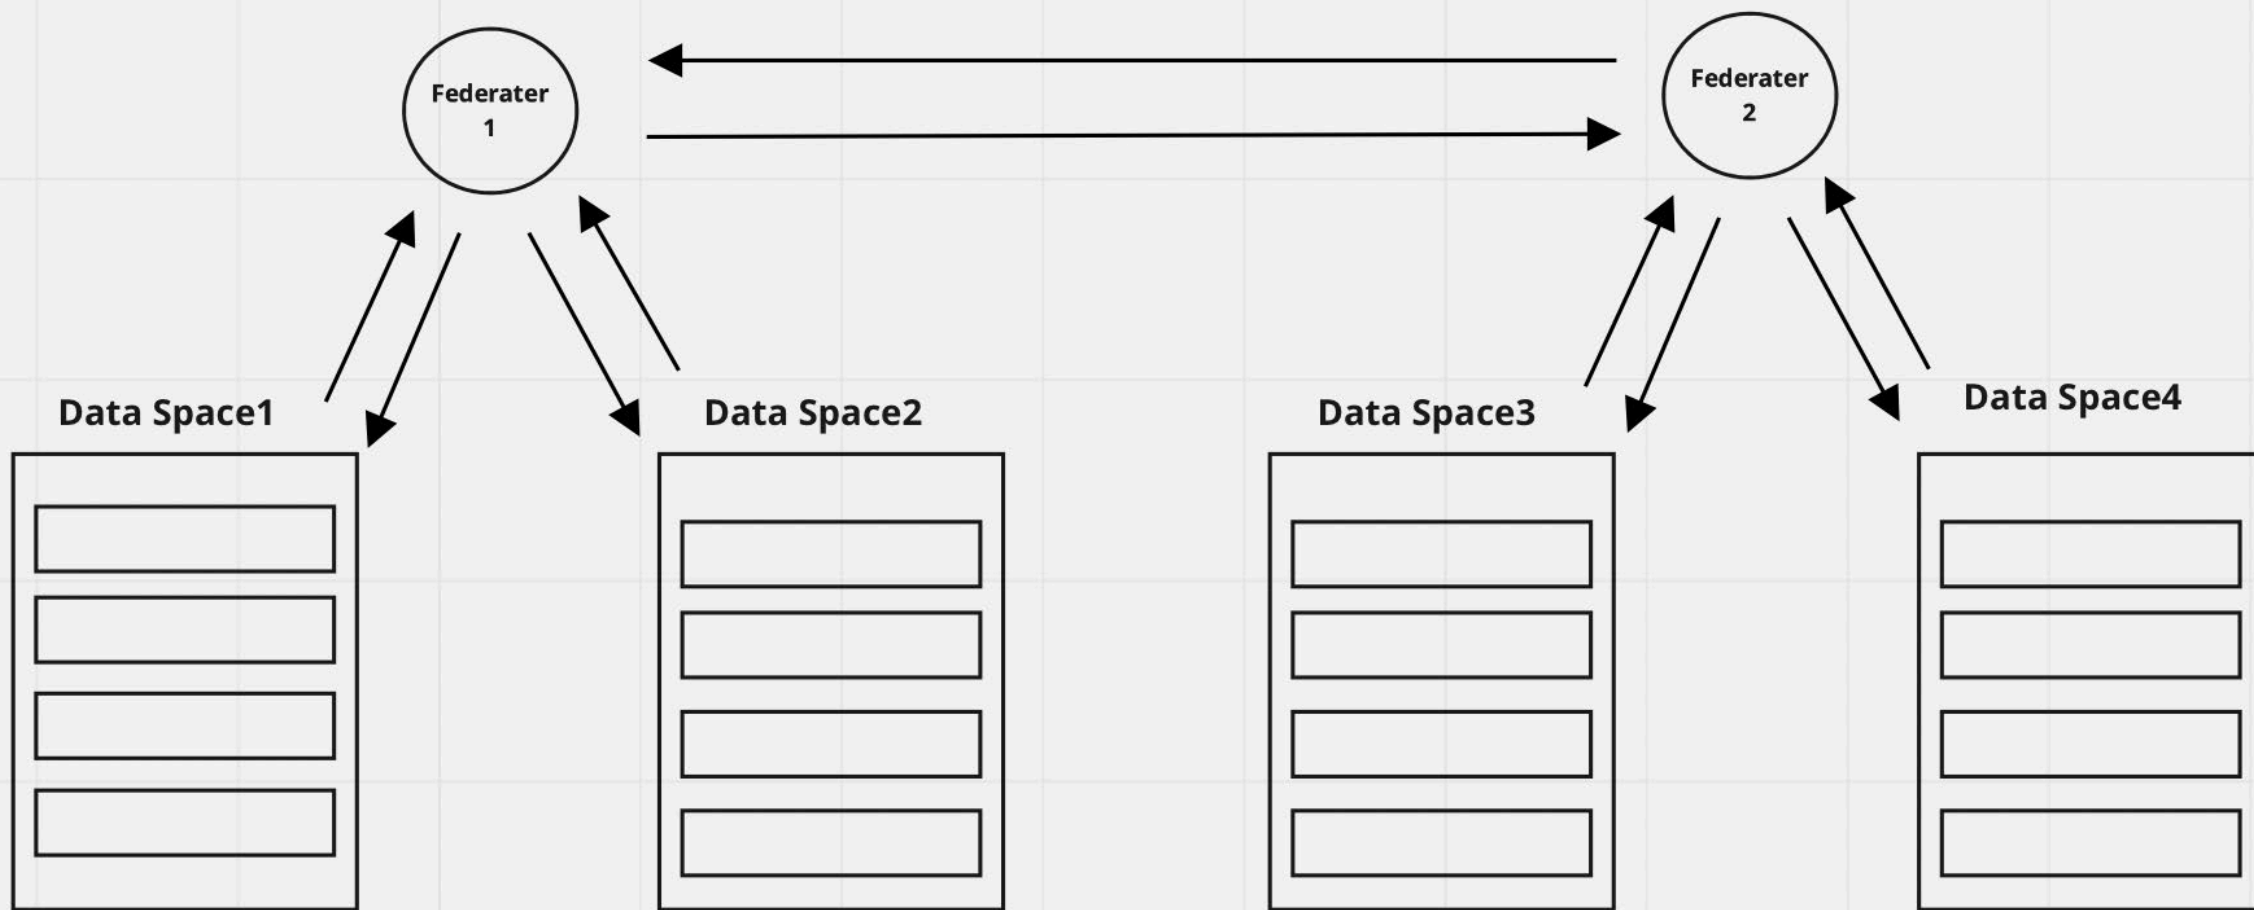 Federater
1
Federater
2
Data Space1
Data Space2
Data Space3
Data Space4